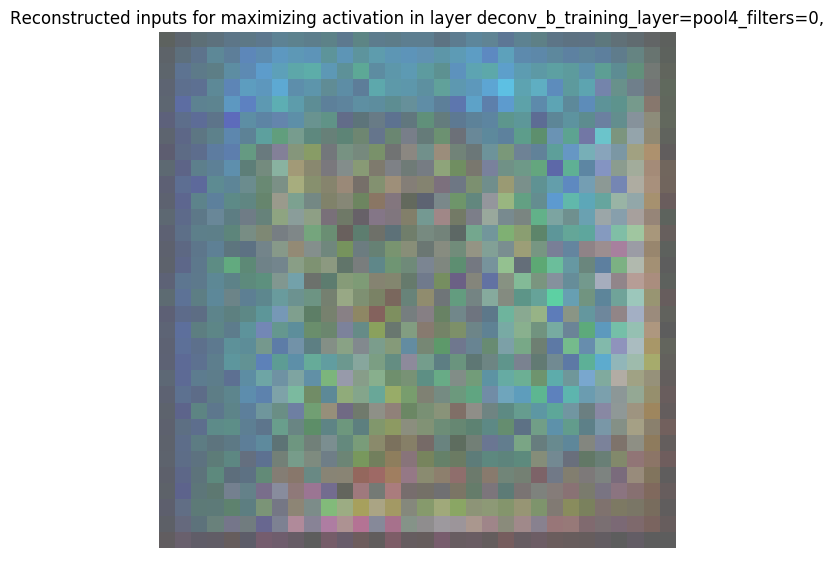 Reconstructed inputs for maximizing activation in layer deconv_b_training_layer=pool4_filters=0,